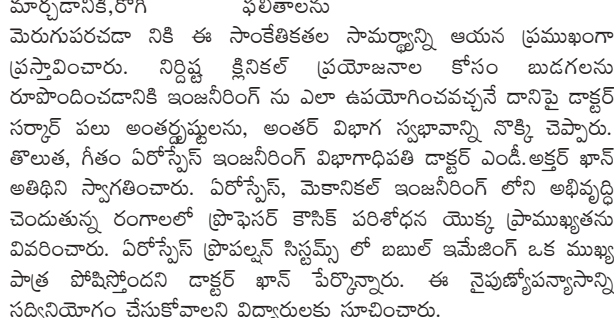 మార్చడానికి,రోగి ఫలితాలను
మెరుగుపరచడా నికి ఈ సాంకేతికతల సామర్థ్యాన్ని ఆయన ప్రముఖంగా
ప్రస్తావించారు. నిర్దిష్ట క్లినికల్ ప్రయోజనాల కోసం బుడగలను
రూపొందించడానికి ఇంజనీరింగ్ ను ఎలా ఉపయోగించవచ్చనే దానిపై డాక్టర్
సర్కార్ పలు అంతర్దృష్టులను, అంతర్ విభాగ స్వభావాన్ని నొక్కి చెప్పారు.
తొలుత, గీతం ఏరోస్పేస్ ఇంజనీరింగ్ విభాగాధిపతి డాక్టర్ ఎండీ.అక్తర్ ఖాన్
అతిథిని స్వాగతించారు. ఏరోస్పేస్, మెకానికల్ ఇంజనీరింగ్ లోని అభివృద్ధి
చెందుతున్న రంగాలలో ప్రొఫెసర్ కౌసిక్ పరిశోధన యొక్క ప్రాముఖ్యతను
వివరించారు. ఏరోస్పేస్ ప్రొపల్షన్ సిస్టమ్స్ లో బబుల్ ఇమేజింగ్ ఒక ముఖ్య
పాత్ర పోషిస్తోందని డాక్టర్ ఖాన్ పేర్కొన్నారు. ఈ నైపుణ్యోపన్యాసాన్ని
సద్వినియోగం చేసుకోవాలని విద్యార్థులకు సూచించారు.